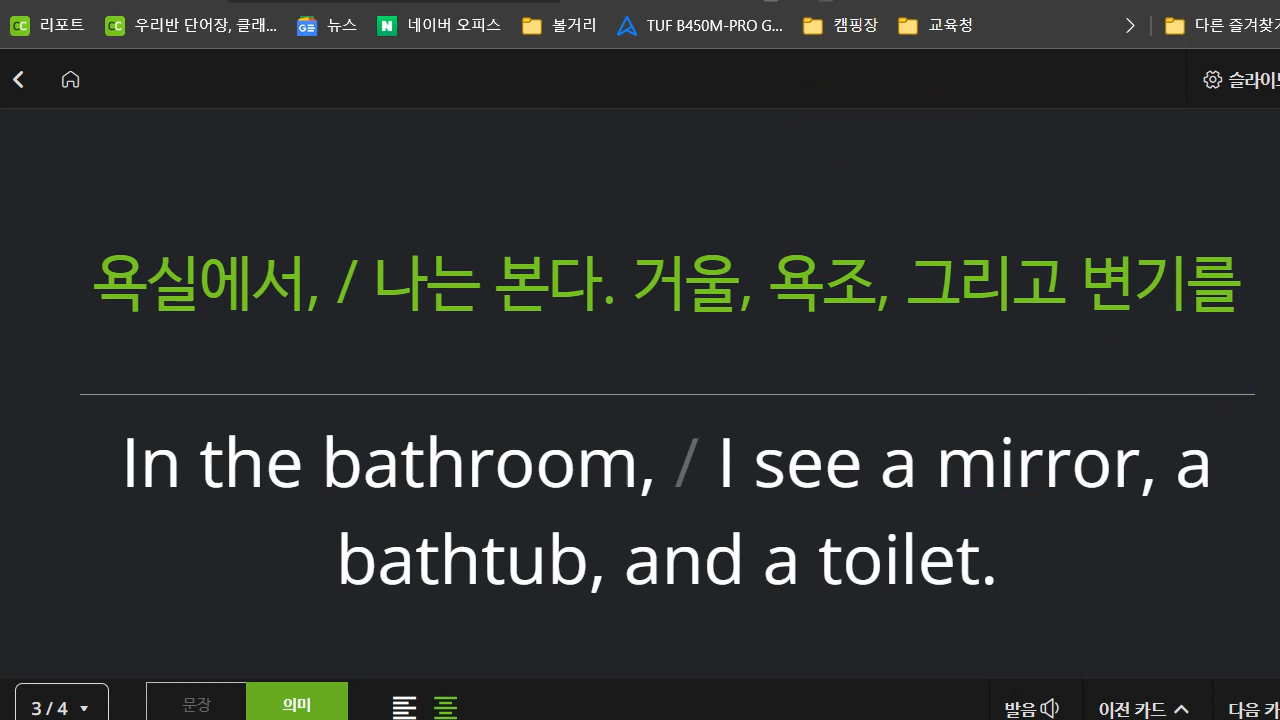 리포트
우리반 단어장, 클래...
뉴스
네이버 오피스
볼거리
TUF B450M-PRO G...
캠핑장
교육청
다른 즐겨찾기
슬라이드
욕실에서, / 나는 본다. 거울, 욕조, 그리고 변기를
In the bathroom, / I see a mirror, a
bathtub, and a toilet.
3 / 4
문장
의미
발음
이전 카드
다음 카